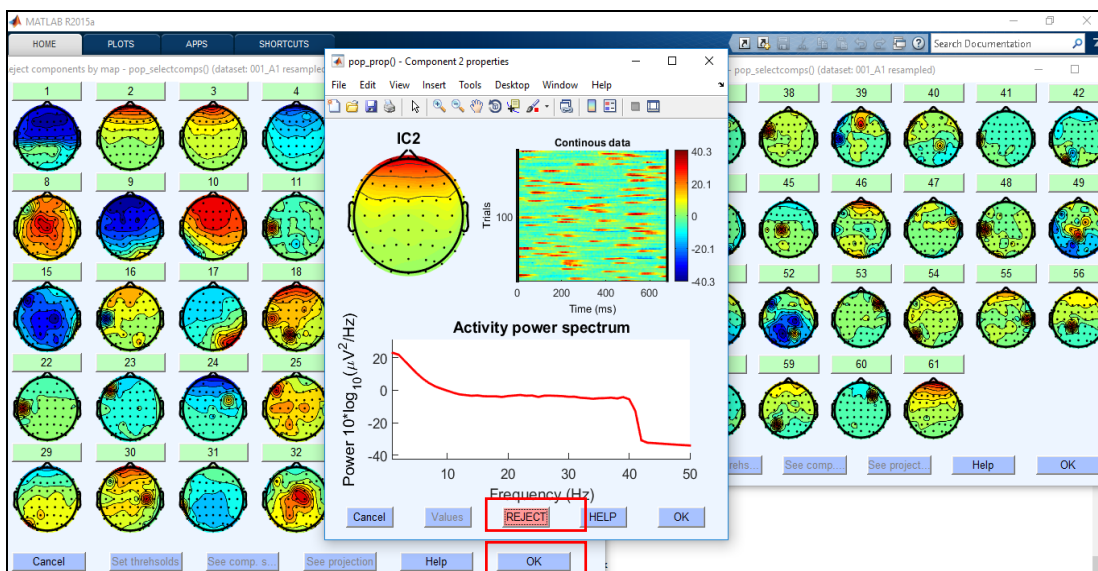 MATLAB R2015a
HOME PLOTS APPS SHORTCUTS
Search Documentation
eject components by map - pop_selectcomps() (dataset: 001_A1 resampled
1 2 3 4
8 9 10 11
15 16 17 18
22 23 24 25
29 30 31 32
Cancel Set threhsolds See comp. s... See projection Help OK
pop_prop() - Component 2 properties
File Edit View Insert Tools Desktop Window Help
IC2
Continous data
Trials
100
0 200 400 600
Time (ms)
40.3
20.1
0
-20.1
-40.3
Activity power spectrum
Power 10*log10(μV2/Hz)
20
0
-20
-40
10 20 30 40 50
Frequency (Hz)
Cancel Values REJECT HELP OK
- pop_selectcomps() (dataset: 001_A1 resampled)
38 39 40 41 42
45 46 47 48 49
52 53 54 55 56
59 60 61
rehs... See comp.... See project... Help OK